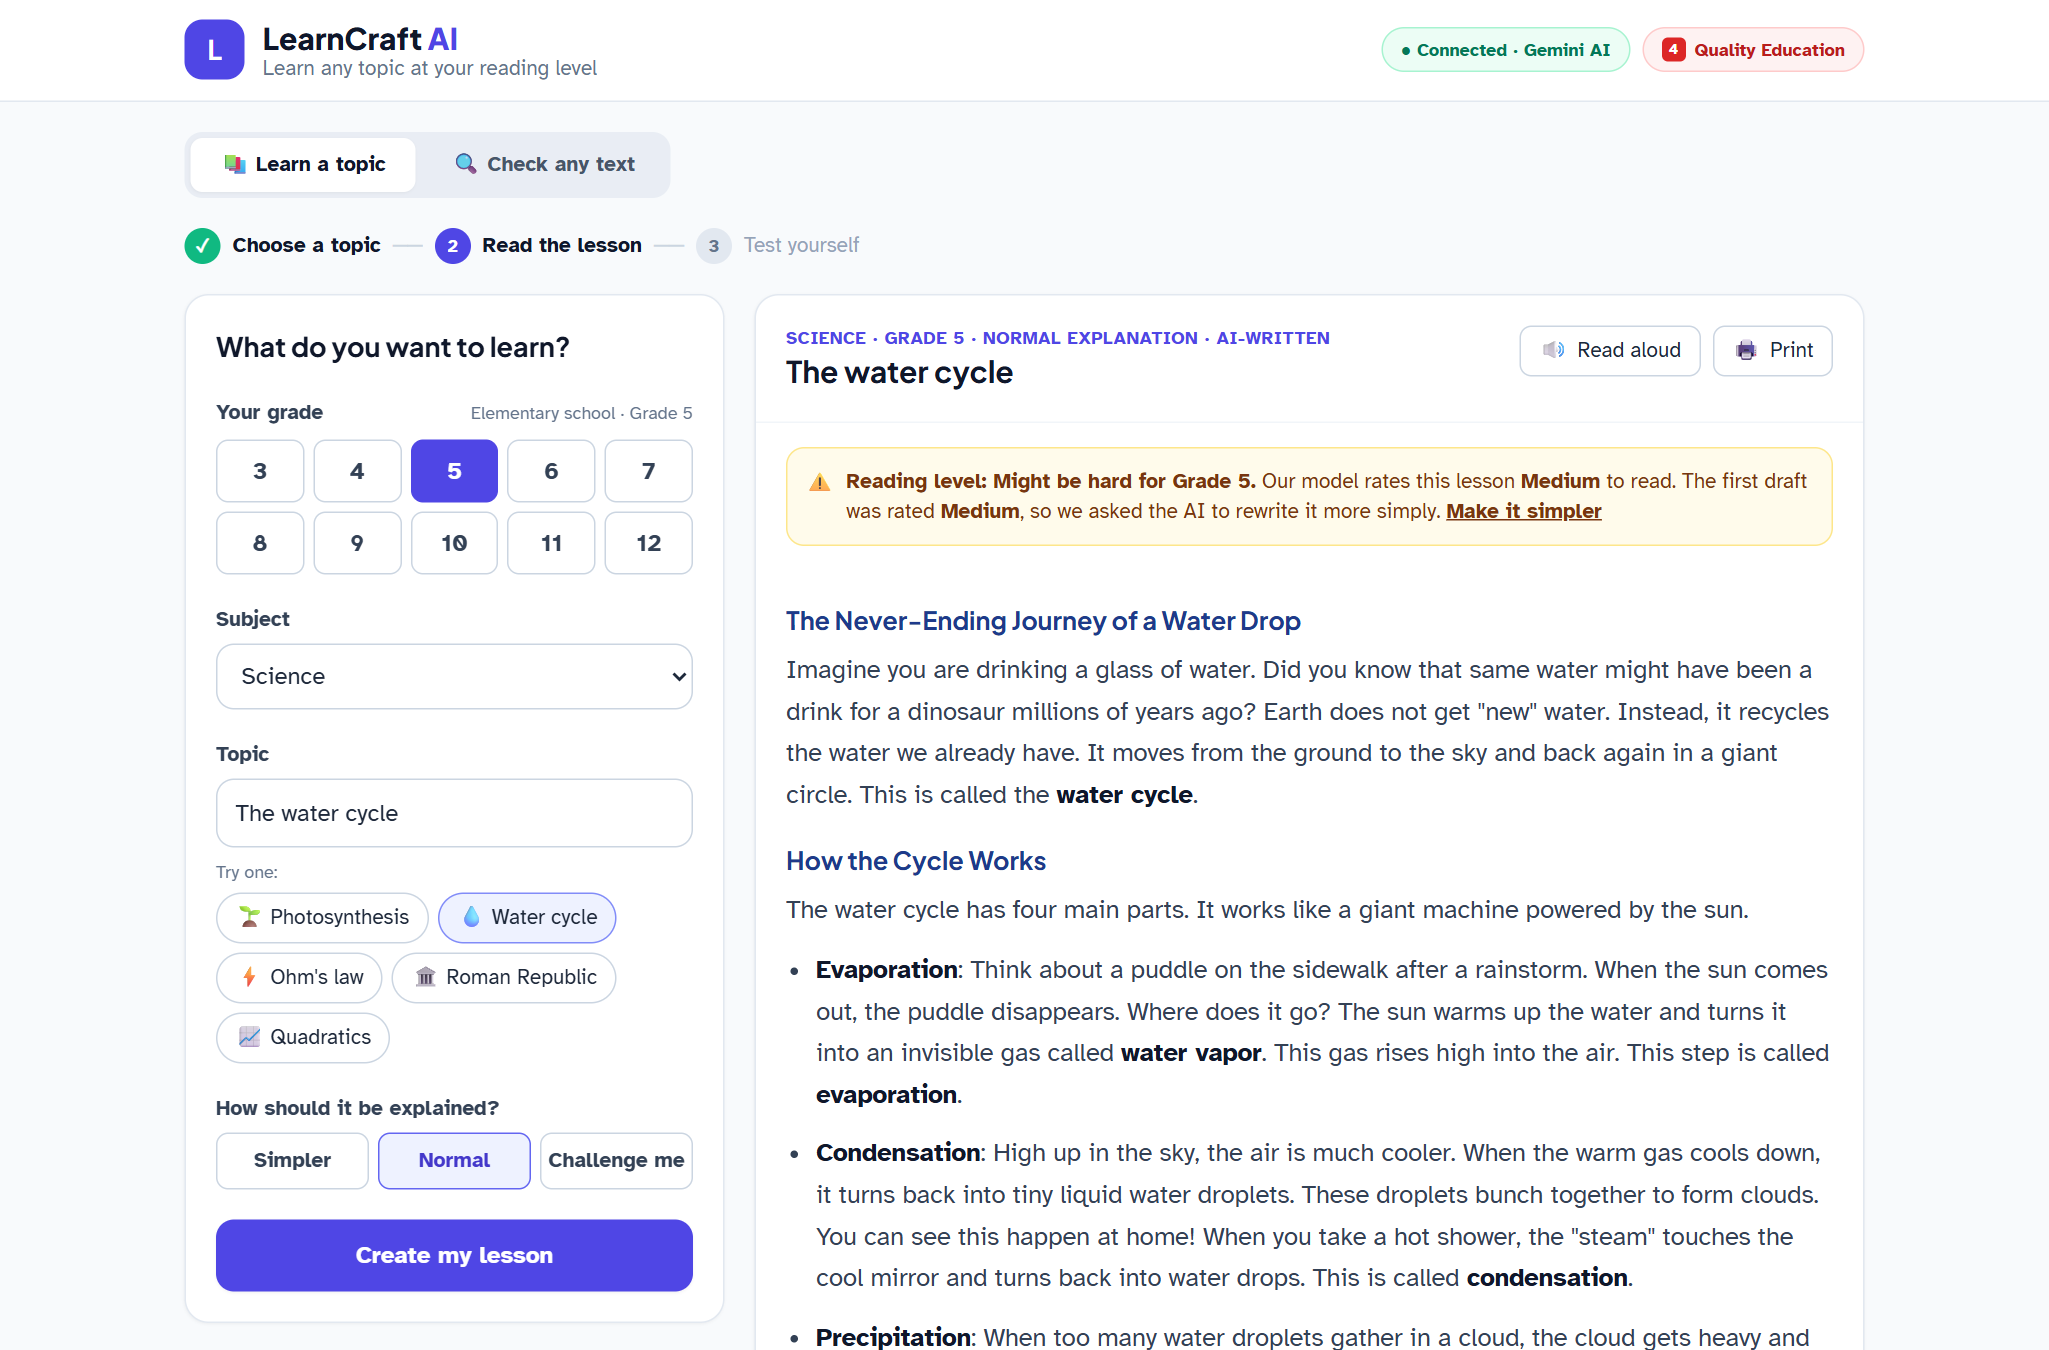 L
LearnCraft AI
Learn any topic at your reading level
• Connected · Gemini AI
4 Quality Education
Learn a topic
Check any text
✓ Choose a topic
2 Read the lesson
3 Test yourself
What do you want to learn?
Your grade
Elementary school · Grade 5
3 4 5 6 7
8 9 10 11 12
Subject
Science
Topic
The water cycle
Try one:
Photosynthesis
Water cycle
Ohm's law
Roman Republic
Quadratics
How should it be explained?
Simpler
Normal
Challenge me
Create my lesson
SCIENCE · GRADE 5 · NORMAL EXPLANATION · AI-WRITTEN
The water cycle
Read aloud
Print
Reading level: Might be hard for Grade 5. Our model rates this lesson Medium to read. The first draft
was rated Medium, so we asked the AI to rewrite it more simply. Make it simpler
The Never-Ending Journey of a Water Drop
Imagine you are drinking a glass of water. Did you know that same water might have been a
drink for a dinosaur millions of years ago? Earth does not get "new" water. Instead, it recycles
the water we already have. It moves from the ground to the sky and back again in a giant
circle. This is called the water cycle.
How the Cycle Works
The water cycle has four main parts. It works like a giant machine powered by the sun.
• Evaporation: Think about a puddle on the sidewalk after a rainstorm. When the sun comes
out, the puddle disappears. Where does it go? The sun warms up the water and turns it
into an invisible gas called water vapor. This gas rises high into the air. This step is called
evaporation.
• Condensation: High up in the sky, the air is much cooler. When the warm gas cools down,
it turns back into tiny liquid water droplets. These droplets bunch together to form clouds.
You can see this happen at home! When you take a hot shower, the "steam" touches the
cool mirror and turns back into water drops. This is called condensation.
• Precipitation: When too many water droplets gather in a cloud, the cloud gets heavy and